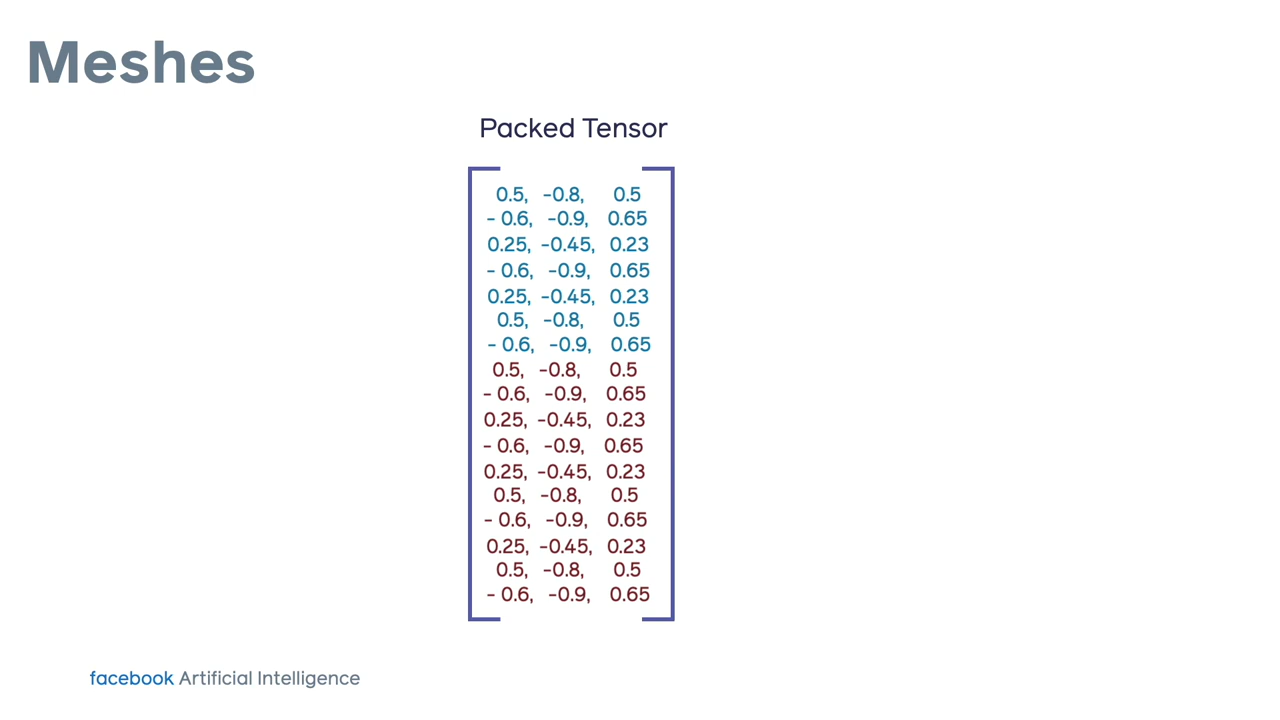 Meshes
Packed Tensor
0.5, -0.8, 0.5
- 0.6, -0.9, 0.65
0.25, -0.45, 0.23
- 0.6, -0.9, 0.65
0.25, -0.45, 0.23
0.5, -0.8, 0.5
- 0.6, -0.9, 0.65
0.5, -0.8, 0.5
- 0.6, -0.9, 0.65
0.25, -0.45, 0.23
- 0.6, -0.9, 0.65
0.25, -0.45, 0.23
0.5, -0.8, 0.5
- 0.6, -0.9, 0.65
0.25, -0.45, 0.23
0.5, -0.8, 0.5
- 0.6, -0.9, 0.65
facebook Artificial Intelligence